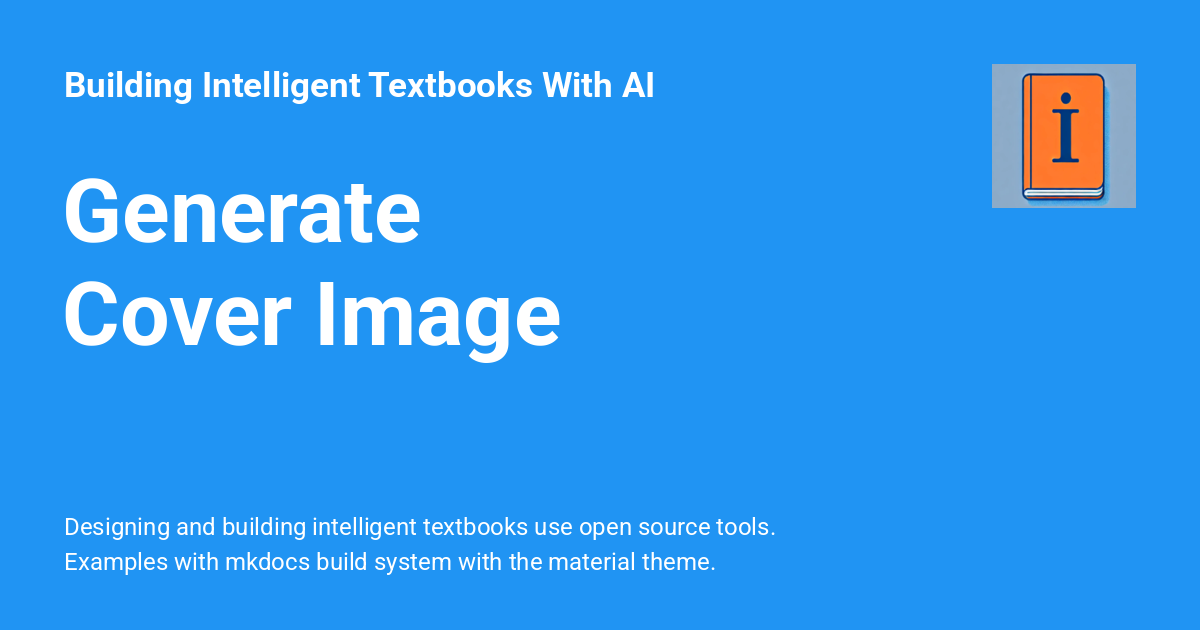 Building Intelligent Textbooks With AI
i
Generate
Cover Image
Designing and building intelligent textbooks use open source tools.
Examples with mkdocs build system with the material theme.